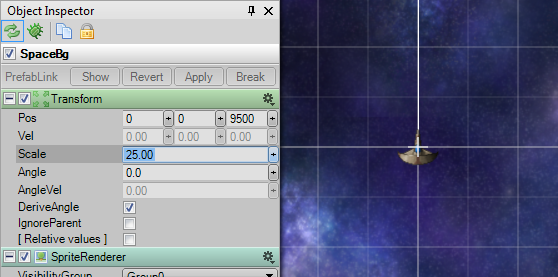 Object Inspector
SpaceBg
PrefabLink Show Revert Apply Break
Transform
Pos 0 0 9500
Vel 0.00 0.00 0.00
Scale 25.00
Angle 0.0
AngleVel 0.00
DeriveAngle
IgnoreParent
[ Relative values ]
SpriteRenderer
VisibilityGroup Group0